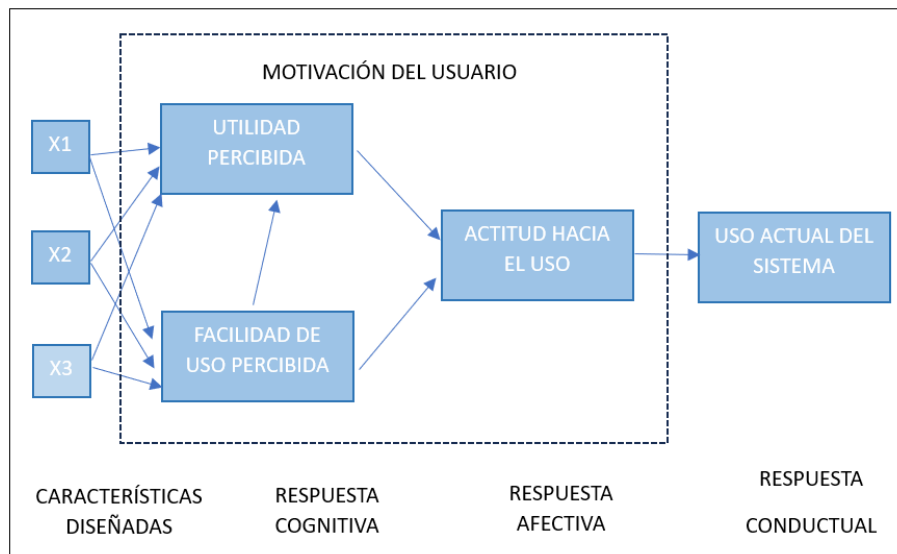 MOTIVACIÓN DEL USUARIO
X1
UTILIDAD
PERCIBIDA
X2
ACTITUD HACIA
EL USO
USO ACTUAL DEL
SISTEMA
X3
FACILIDAD DE
USO PERCIBIDA
CARACTERÍSTICAS
DISEÑADAS
RESPUESTA
COGNITIVA
RESPUESTA
AFECTIVA
RESPUESTA
CONDUCTUAL